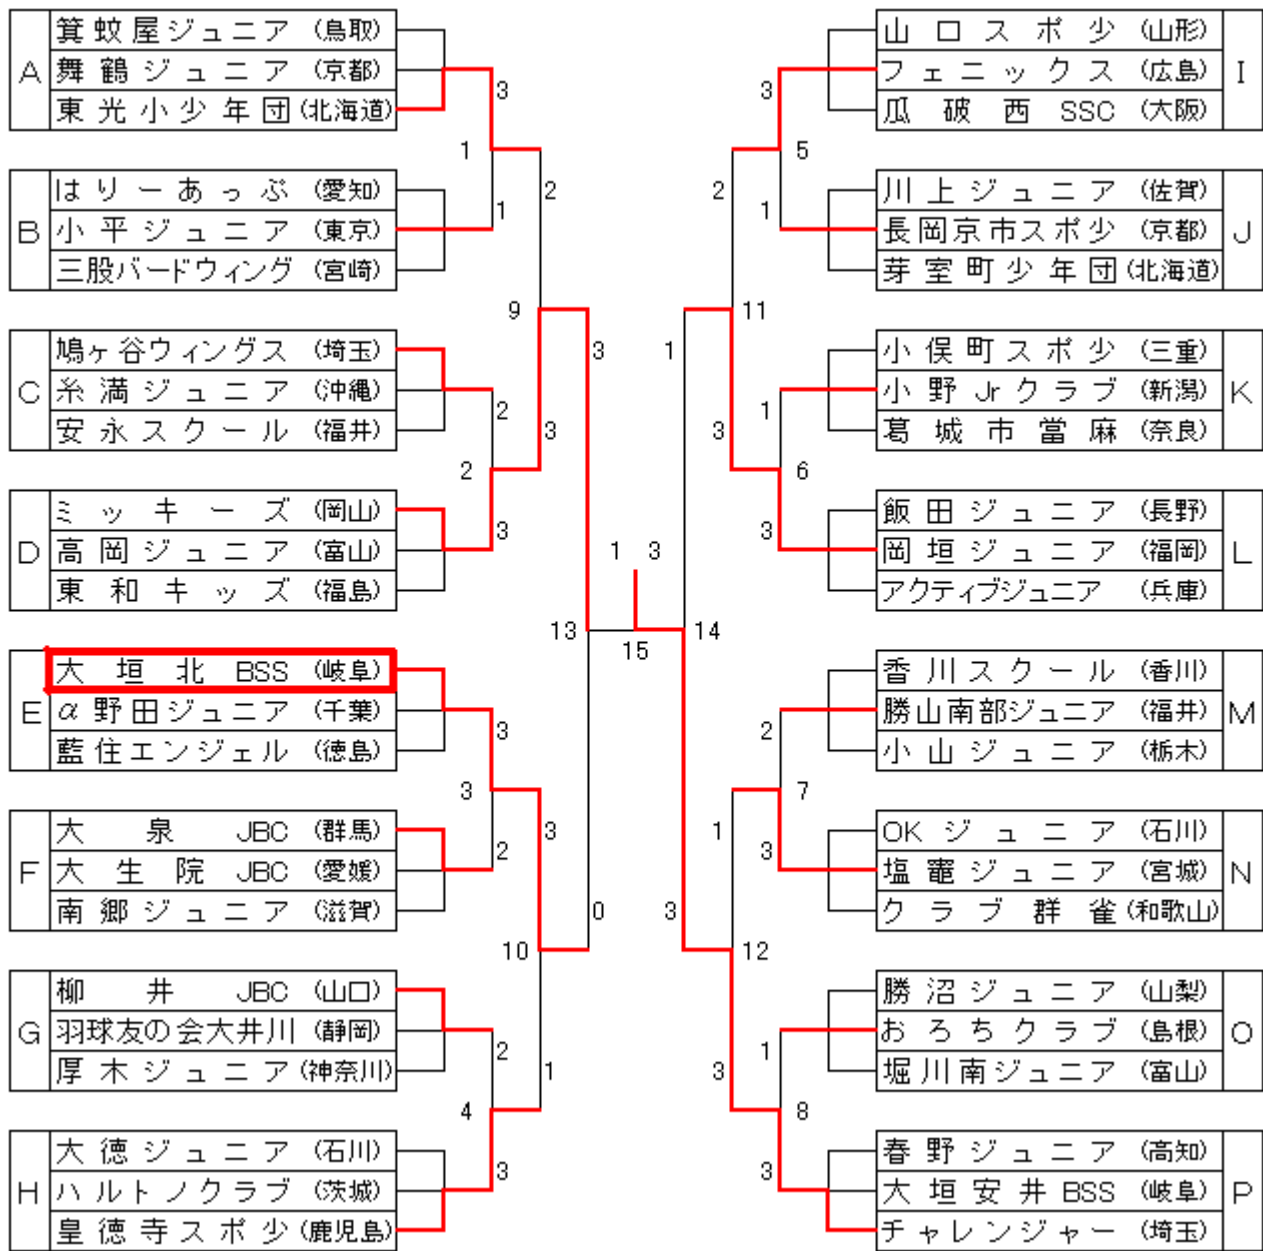 A
箕蚊屋ジュニア (鳥取)
舞鶴ジュニア (京都)
東光小少年団 (北海道)
B
はりーあっぷ (愛知)
小平ジュニア (東京)
三股バードウィング (宮崎)
C
鳩ヶ谷ウィングス (埼玉)
糸満ジュニア (沖縄)
安永スクール (福井)
D
ミッキーズ (岡山)
高岡ジュニア (富山)
東和キッズ (福島)
E
大垣北BSS (岐阜)
α野田ジュニア (千葉)
藍住エンジェル (徳島)
F
大泉JBC (群馬)
大生院JBC (愛媛)
南郷ジュニア (滋賀)
G
柳井JBC (山口)
羽球友の会大井川 (静岡)
厚木ジュニア (神奈川)
H
大徳ジュニア (石川)
ハルトノクラブ (茨城)
皇徳寺スポ少 (鹿児島)
3
1
1
2
9
3
2
2
3
3
13
3
3
2
3
10
0
2
4
3
1
1 3
15
14
1
3
3
5
1
2
11
1
6
3
3
2
7
3
1
12
1
8
3
3
I
山口スポ少 (山形)
フェニックス (広島)
瓜破西SSC (大阪)
J
川上ジュニア (佐賀)
長岡京市スポ少 (京都)
芽室町少年団 (北海道)
K
小俣町スポ少 (三重)
小野Jrクラブ (新潟)
葛城市當麻 (奈良)
L
飯田ジュニア (長野)
岡垣ジュニア (福岡)
アクティブジュニア (兵庫)
M
香川スクール (香川)
勝山南部ジュニア (福井)
小山ジュニア (栃木)
N
OKジュニア (石川)
塩竈ジュニア (宮城)
クラブ群雀 (和歌山)
O
勝沼ジュニア (山梨)
おろちクラブ (島根)
堀川南ジュニア (富山)
P
春野ジュニア (高知)
大垣安井BSS (岐阜)
チャレンジャー (埼玉)